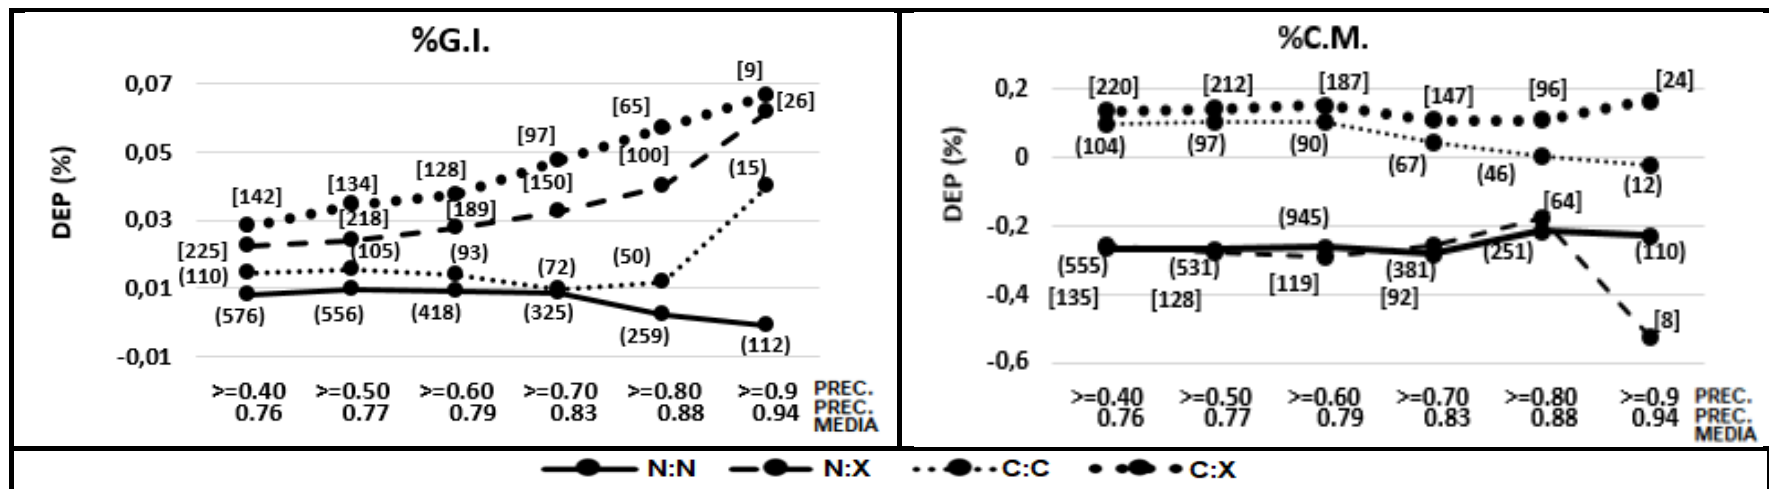 %G.I.
DEP (%)
0,07
0,05
0,03
0,01
-0,01
[142] [134] [128] [97] [65] [9]
[225] [218] [189] [150] [100] [26]
(110) (105) (93) (72) (50) (15)
(576) (556) (418) (325) (259) (112)
>=0.40 >=0.50 >=0.60 >=0.70 >=0.80 >=0.9 PREC.
0.76 0.77 0.79 0.83 0.88 0.94 PREC.
MEDIA
%C.M.
DEP (%)
0,2
0
-0,2
-0,4
-0,6
[220] [212] [187] [147] [96] [24]
(104) (97) (90) (67) (46) (12)
(555) (531) (945) (381) (251) (110)
[135] [128] [119] [92] [64] [8]
>=0.40 >=0.50 >=0.60 >=0.70 >=0.80 >=0.9 PREC.
0.76 0.77 0.79 0.83 0.88 0.94 PREC.
MEDIA
N:N N:X C:C C:X